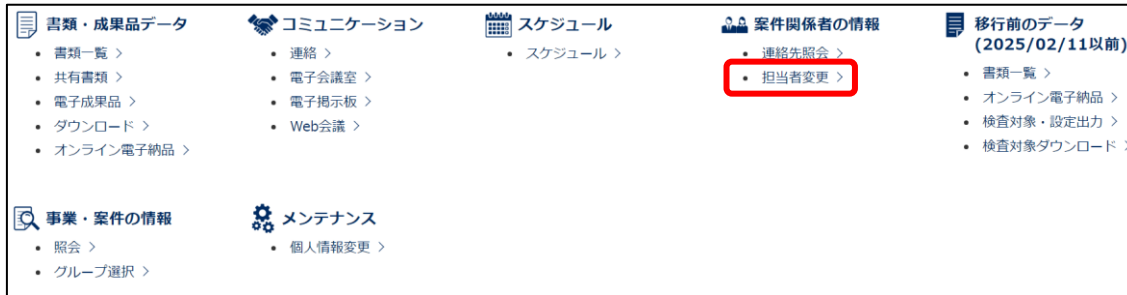 書類・成果品データ
書類一覧 >
共有書類 >
電子成果品 >
ダウンロード >
オンライン電子納品 >
コミュニケーション
連絡 >
電子会議室 >
電子掲示板 >
Web会議 >
スケジュール
スケジュール >
案件関係者の情報
連絡先照会 >
担当者変更 >
移行前のデータ
(2025/02/11以前)
書類一覧 >
オンライン電子納品 >
検査対象・設定出力 >
検査対象ダウンロード >
事業・案件の情報
照会 >
グループ選択 >
メンテナンス
個人情報変更 >